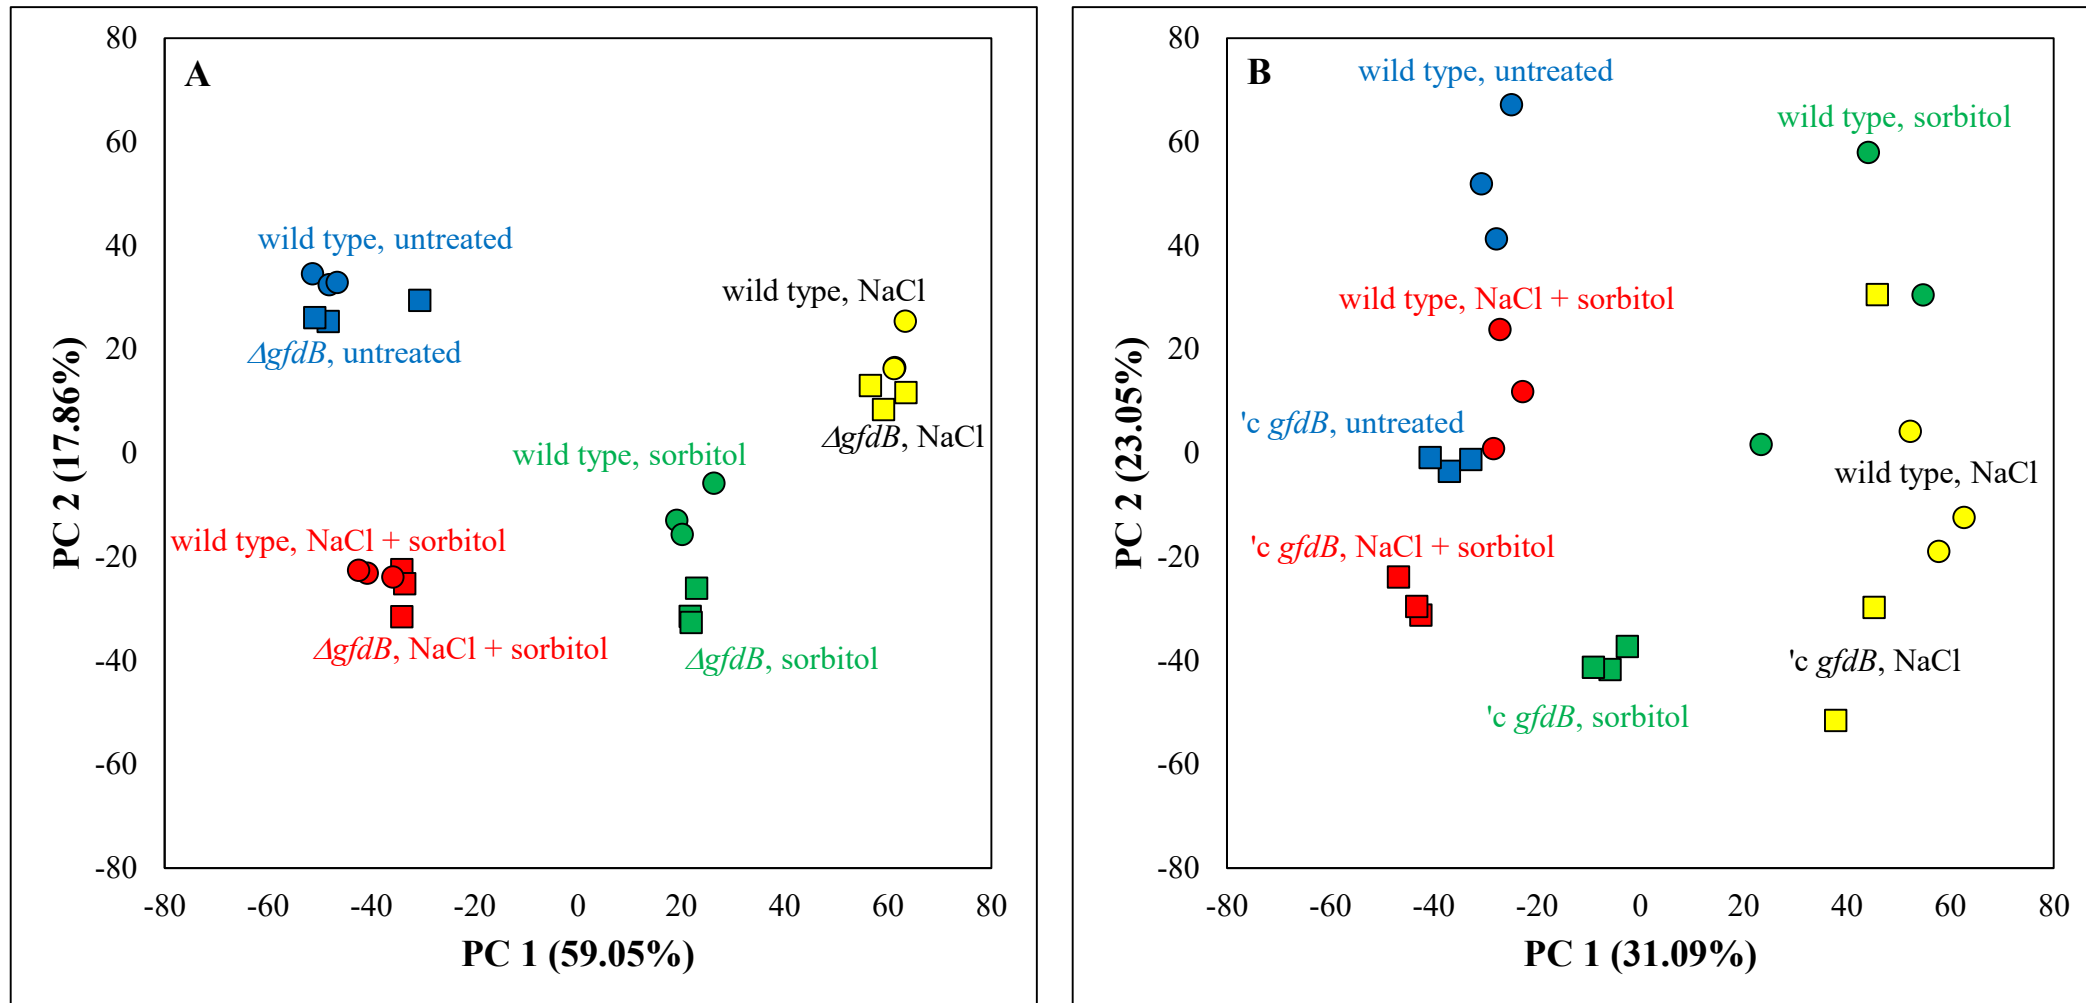 A
80
60
40
20
0
-20
-40
-60
-80
-80 -60 -40 -20 0 20 40 60 80
PC 2 (17.86%)
PC 1 (59.05%)
wild type, untreated
ΔgfdB, untreated
wild type, NaCl
ΔgfdB, NaCl
wild type, sorbitol
wild type, NaCl + sorbitol
ΔgfdB, NaCl + sorbitol
ΔgfdB, sorbitol
B
80
60
40
20
0
-20
-40
-60
-80
-80 -60 -40 -20 0 20 40 60 80
PC 2 (23.05%)
PC 1 (31.09%)
wild type, untreated
wild type, sorbitol
wild type, NaCl + sorbitol
'c gfdB, untreated
wild type, NaCl
'c gfdB, NaCl + sorbitol
'c gfdB, NaCl
'c gfdB, sorbitol